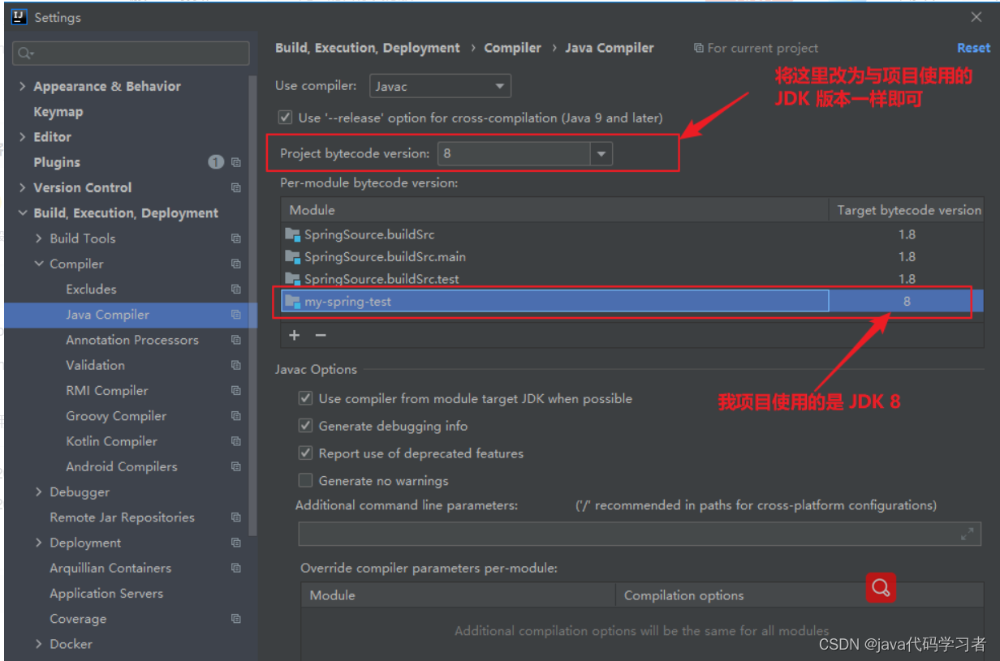 Settings
Build, Execution, Deployment › Compiler › Java Compiler
For current project
Reset
Appearance & Behavior
Keymap
Editor
Plugins
1
Version Control
Build, Execution, Deployment
Build Tools
Compiler
Excludes
Java Compiler
Annotation Processors
Validation
RMI Compiler
Groovy Compiler
Kotlin Compiler
Android Compilers
Debugger
Remote Jar Repositories
Deployment
Arquillian Containers
Application Servers
Coverage
Docker
Use compiler: Javac
将这里改为与项目使用的
JDK 版本一样即可
Use '--release' option for cross-compilation (Java 9 and later)
Project bytecode version: 8
Per-module bytecode version:
Module Target bytecode version
SpringSource.buildSrc 1.8
SpringSource.buildSrc.main 1.8
SpringSource.buildSrc.test 1.8
my-spring-test 8
我项目使用的是 JDK 8
Javac Options
Use compiler from module target JDK when possible
Generate debugging info
Report use of deprecated features
Generate no warnings
Additional command line parameters: ('/' recommended in paths for cross-platform configurations)
Override compiler parameters per-module:
Module Compilation options
Additional compilation options will be the same for all modules
CSDN @java代码学习者